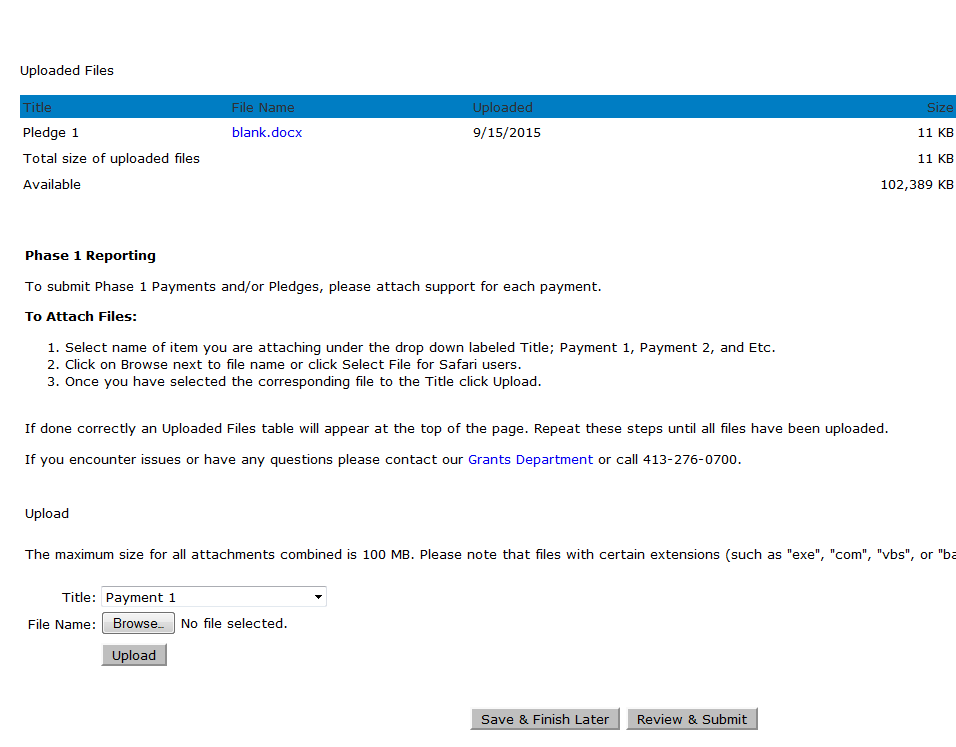 Uploaded Files
Title File Name Uploaded Size
Pledge 1 blank.docx 9/15/2015 11 KB
Total size of uploaded files 11 KB
Available 102,389 KB
Phase 1 Reporting
To submit Phase 1 Payments and/or Pledges, please attach support for each payment.
To Attach Files:
1. Select name of item you are attaching under the drop down labeled Title; Payment 1, Payment 2, and Etc.
2. Click on Browse next to file name or click Select File for Safari users.
3. Once you have selected the corresponding file to the Title click Upload.
If done correctly an Uploaded Files table will appear at the top of the page. Repeat these steps until all files have been uploaded.
If you encounter issues or have any questions please contact our Grants Department or call 413-276-0700.
Upload
The maximum size for all attachments combined is 100 MB. Please note that files with certain extensions (such as "exe", "com", "vbs", or "ba
Title: Payment 1
File Name: Browse... No file selected.
Upload
Save & Finish Later Review & Submit